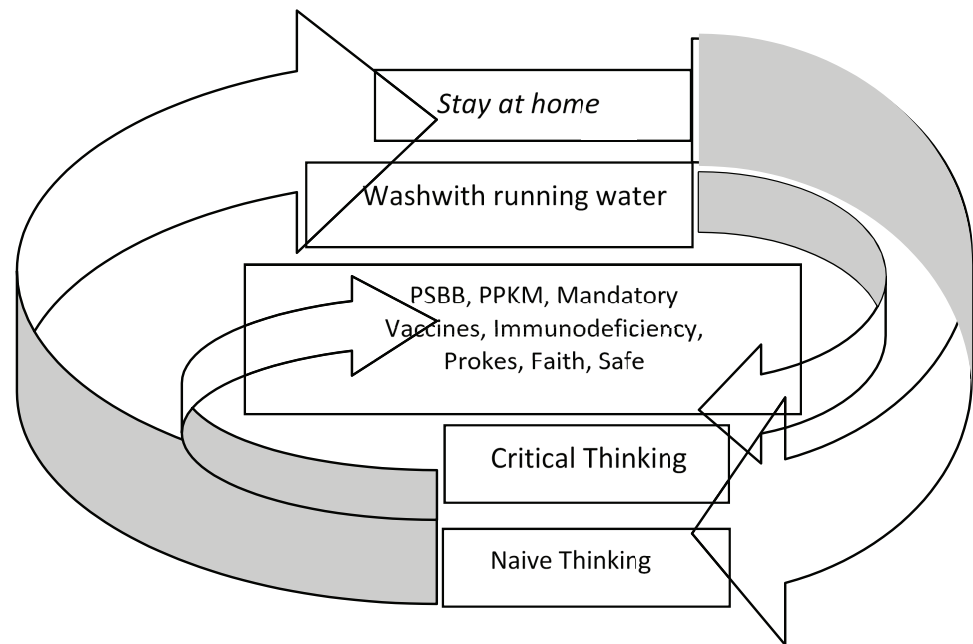 Stay at home
Washwith running water
PSBB, PPKM, Mandatory
Vaccines, Immunodeficiency,
Prokes, Faith, Safe
Critical Thinking
Naive Thinking